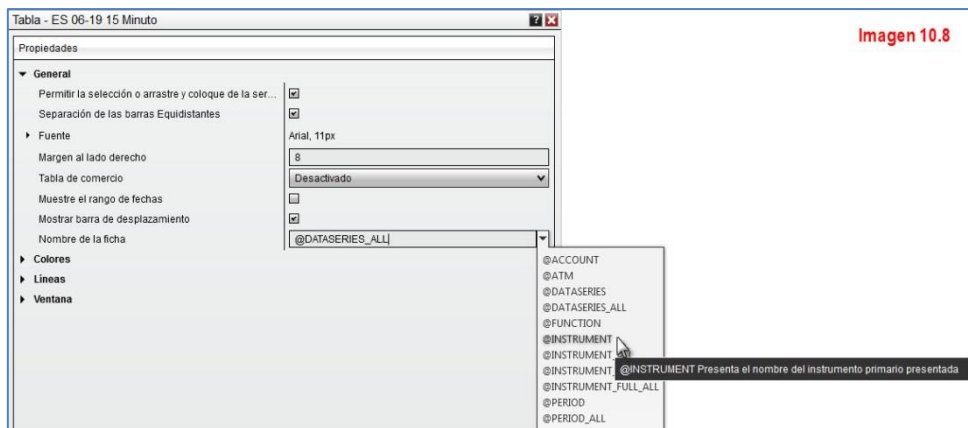 Tabla - ES 06-19 15 Minuto
Imagen 10.8
Propiedades
General
Permitir la selección o arrastre y coloque de la ser...
Separación de las barras Equidistantes
Fuente Arial, 11px
Margen al lado derecho 8
Tabla de comercio Desactivado
Muestre el rango de fechas
Mostrar barra de desplazamiento
Nombre de la ficha @DATASERIES_ALL
Colores
Líneas
Ventana
@ACCOUNT
@ATM
@DATASERIES
@DATASERIES_ALL
@FUNCTION
@INSTRUMENT
@INSTRUMENT_
@INSTRUMENT_
@INSTRUMENT Presenta el nombre del instrumento primario presentada
@INSTRUMENT_FULL_ALL
@PERIOD
@PERIOD_ALL